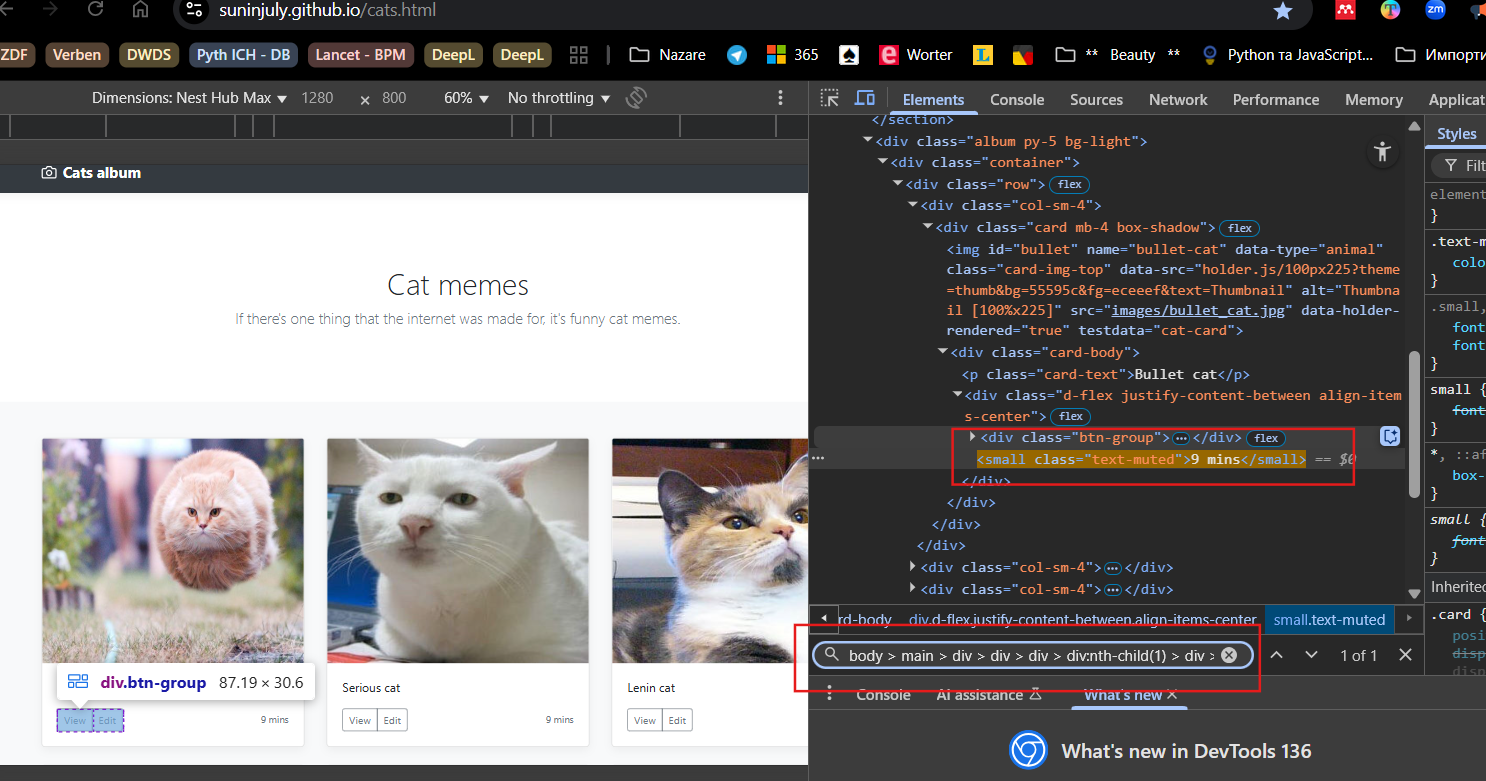 suninjuly.github.io/cats.html
ZDF Verben DWDS Pyth ICH - DB Lancet - BPM DeepL DeepL Nazare 365 Worter ** Beauty ** Python та JavaScript... Импорти
Dimensions: Nest Hub Max 1280 × 800 60% No throttling
Elements Console Sources Network Performance Memory Applicat
Cats album
Cat memes
If there's one thing that the internet was made for, it's funny cat memes.
div.btn-group 87.19 × 30.6
View Edit 9 mins
Serious cat
View Edit 9 mins
Lenin cat
View Edit
</section>
<div class="album py-5 bg-light">
<div class="container">
<div class="row"> flex
<div class="col-sm-4">
<div class="card mb-4 box-shadow"> flex
<img id="bullet" name="bullet-cat" data-type="animal"
class="card-img-top" data-src="holder.js/100px225?theme
=thumb&bg=55595c&fg=eceeef&text=Thumbnail" alt="Thumbna
il [100%x225]" src="images/bullet_cat.jpg" data-holder-
rendered="true" testdata="cat-card">
<div class="card-body">
<p class="card-text">Bullet cat</p>
<div class="d-flex justify-content-between align-item
s-center"> flex
<div class="btn-group"> … </div> flex
<small class="text-muted">9 mins</small> == $0
</div>
</div>
</div>
</div>
<div class="col-sm-4"> … </div>
<div class="col-sm-4"> … </div>
rd-body div.d-flex.justify-content-between.align-items-center small.text-muted
body > main > div > div > div > div:nth-child(1) > div > 1 of 1
Console AI assistance What's new
What's new in DevTools 136
Styles
Filt
element
}
.text-m
colo
}
.small,
font
font
}
small {
font
}
*, ::af
box-
}
small {
font
}
Inherited
.card {
posi
disp
disp